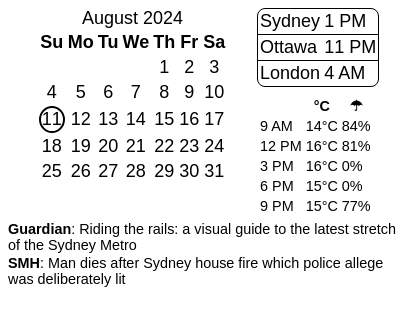 August 2024
Su Mo Tu We Th Fr Sa
1 2 3
4 5 6 7 8 9 10
11 12 13 14 15 16 17
18 19 20 21 22 23 24
25 26 27 28 29 30 31
Sydney 1 PM
Ottawa 11 PM
London 4 AM
°C ☂
9 AM 14°C 84%
12 PM 16°C 81%
3 PM 16°C 0%
6 PM 15°C 0%
9 PM 15°C 77%
Guardian: Riding the rails: a visual guide to the latest stretch
of the Sydney Metro
SMH: Man dies after Sydney house fire which police allege
was deliberately lit